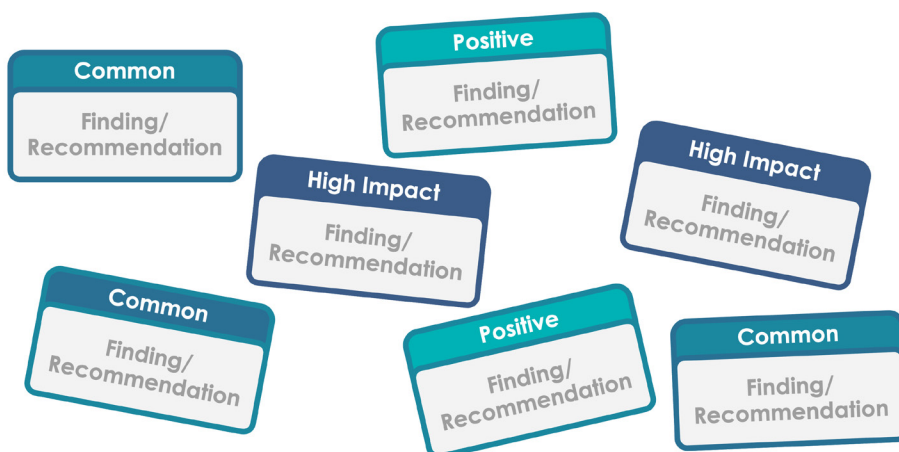 Common
Finding/
Recommendation
Positive
Finding/
Recommendation
High Impact
Finding/
Recommendation
High Impact
Finding/
Recommendation
Common
Finding/
Recommendation
Positive
Finding/
Recommendation
Common
Finding/
Recommendation